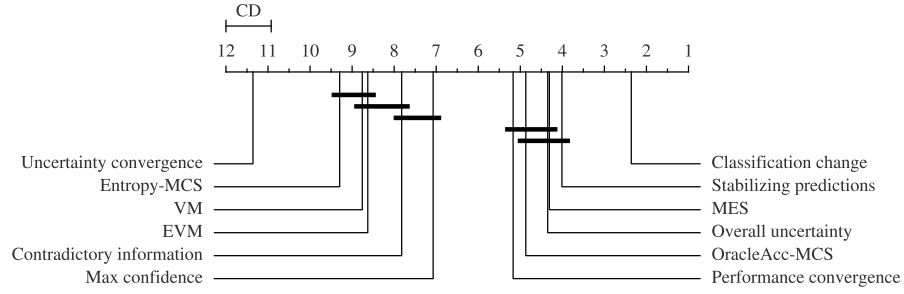 CD
12 11 10 9 8 7 6 5 4 3 2 1
Uncertainty convergence
Classification change
Entropy-MCS
Stabilizing predictions
VM
MES
EVM
Overall uncertainty
Contradictory information
OracleAcc-MCS
Max confidence
Performance convergence